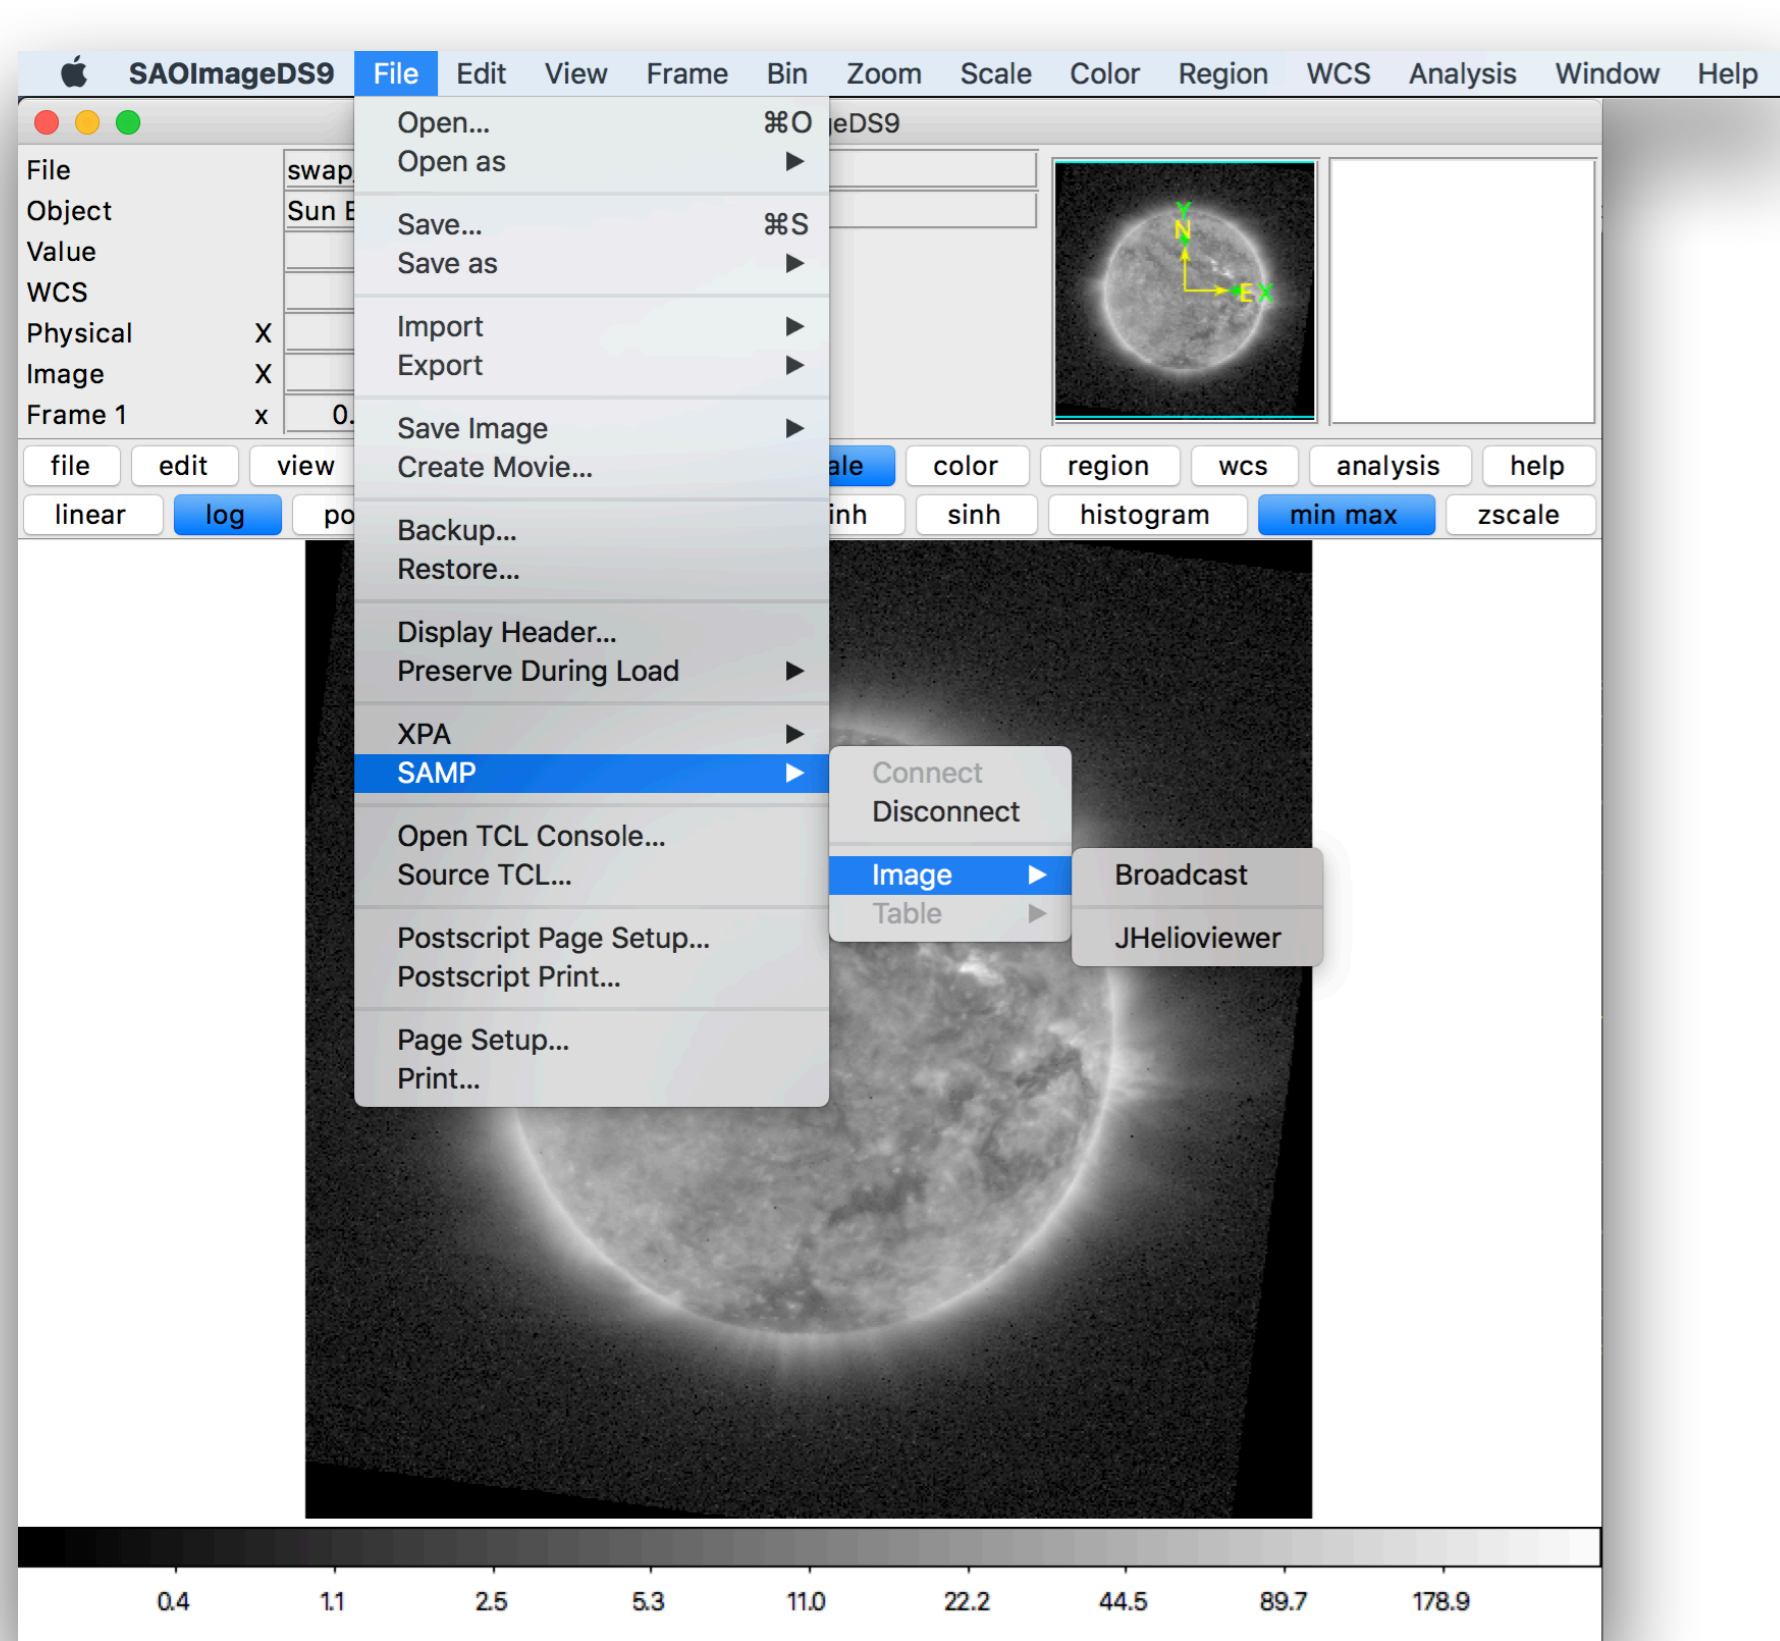 SAOImageDS9 File Edit View Frame Bin Zoom Scale Color Region WCS Analysis Window Help
eDS9
File swap
Object Sun
Value
WCS
Physical X
Image X
Frame 1 x 0.
Y
N
E X
file edit view ale color region wcs analysis help
linear log po inh sinh histogram min max zscale
Open... ⌘O
Open as ▶
Save... ⌘S
Save as ▶
Import ▶
Export ▶
Save Image ▶
Create Movie...
Backup...
Restore...
Display Header...
Preserve During Load ▶
XPA ▶
SAMP ▶
Open TCL Console...
Source TCL...
Postscript Page Setup...
Postscript Print...
Page Setup...
Print...
Connect
Disconnect
Image ▶
Table ▶
Broadcast
JHelioviewer
0.4 1.1 2.5 5.3 11.0 22.2 44.5 89.7 178.9